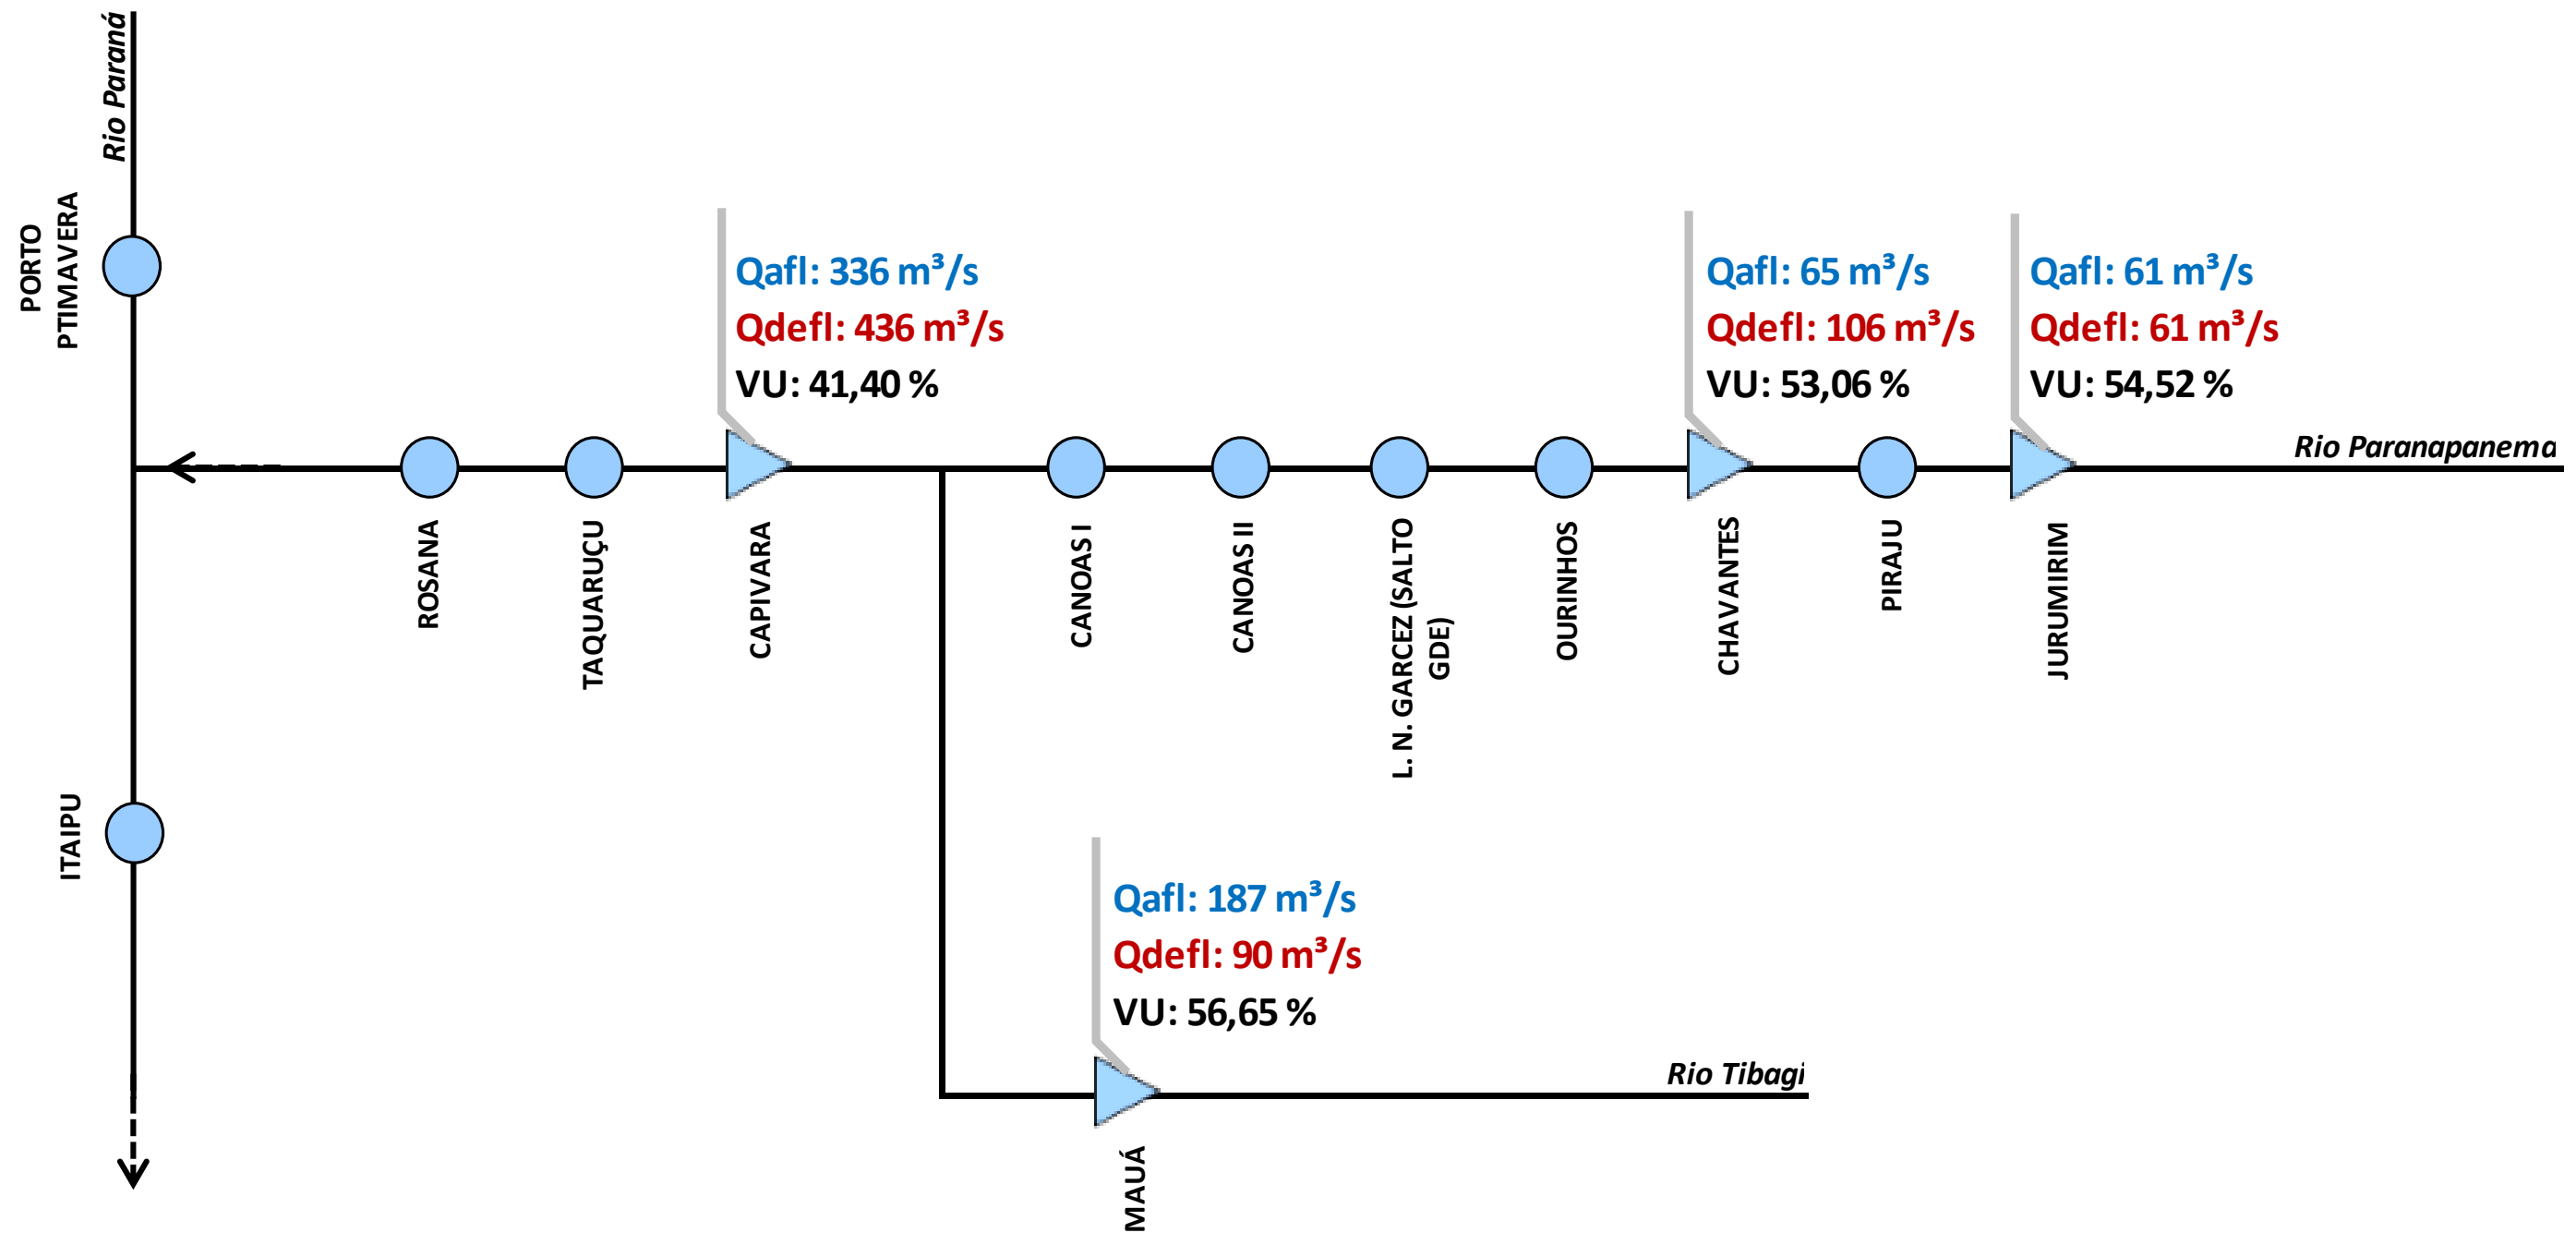 Rio Paraná
PORTO
PTIMAVERA
Qafl: 336 m³/s
Qdefl: 436 m³/s
VU: 41,40 %
Qafl: 65 m³/s
Qdefl: 106 m³/s
VU: 53,06 %
Qafl: 61 m³/s
Qdefl: 61 m³/s
VU: 54,52 %
Rio Paranapanema
ROSANA
TAQUARUÇU
CAPIVARA
CANOAS I
CANOAS II
L. N. GARCEZ (SALTO
GDE)
OURINHOS
CHAVANTES
PIRAJU
JURUMIRIM
ITAIPU
Qafl: 187 m³/s
Qdefl: 90 m³/s
VU: 56,65 %
Rio Tibagi
MAUÁ